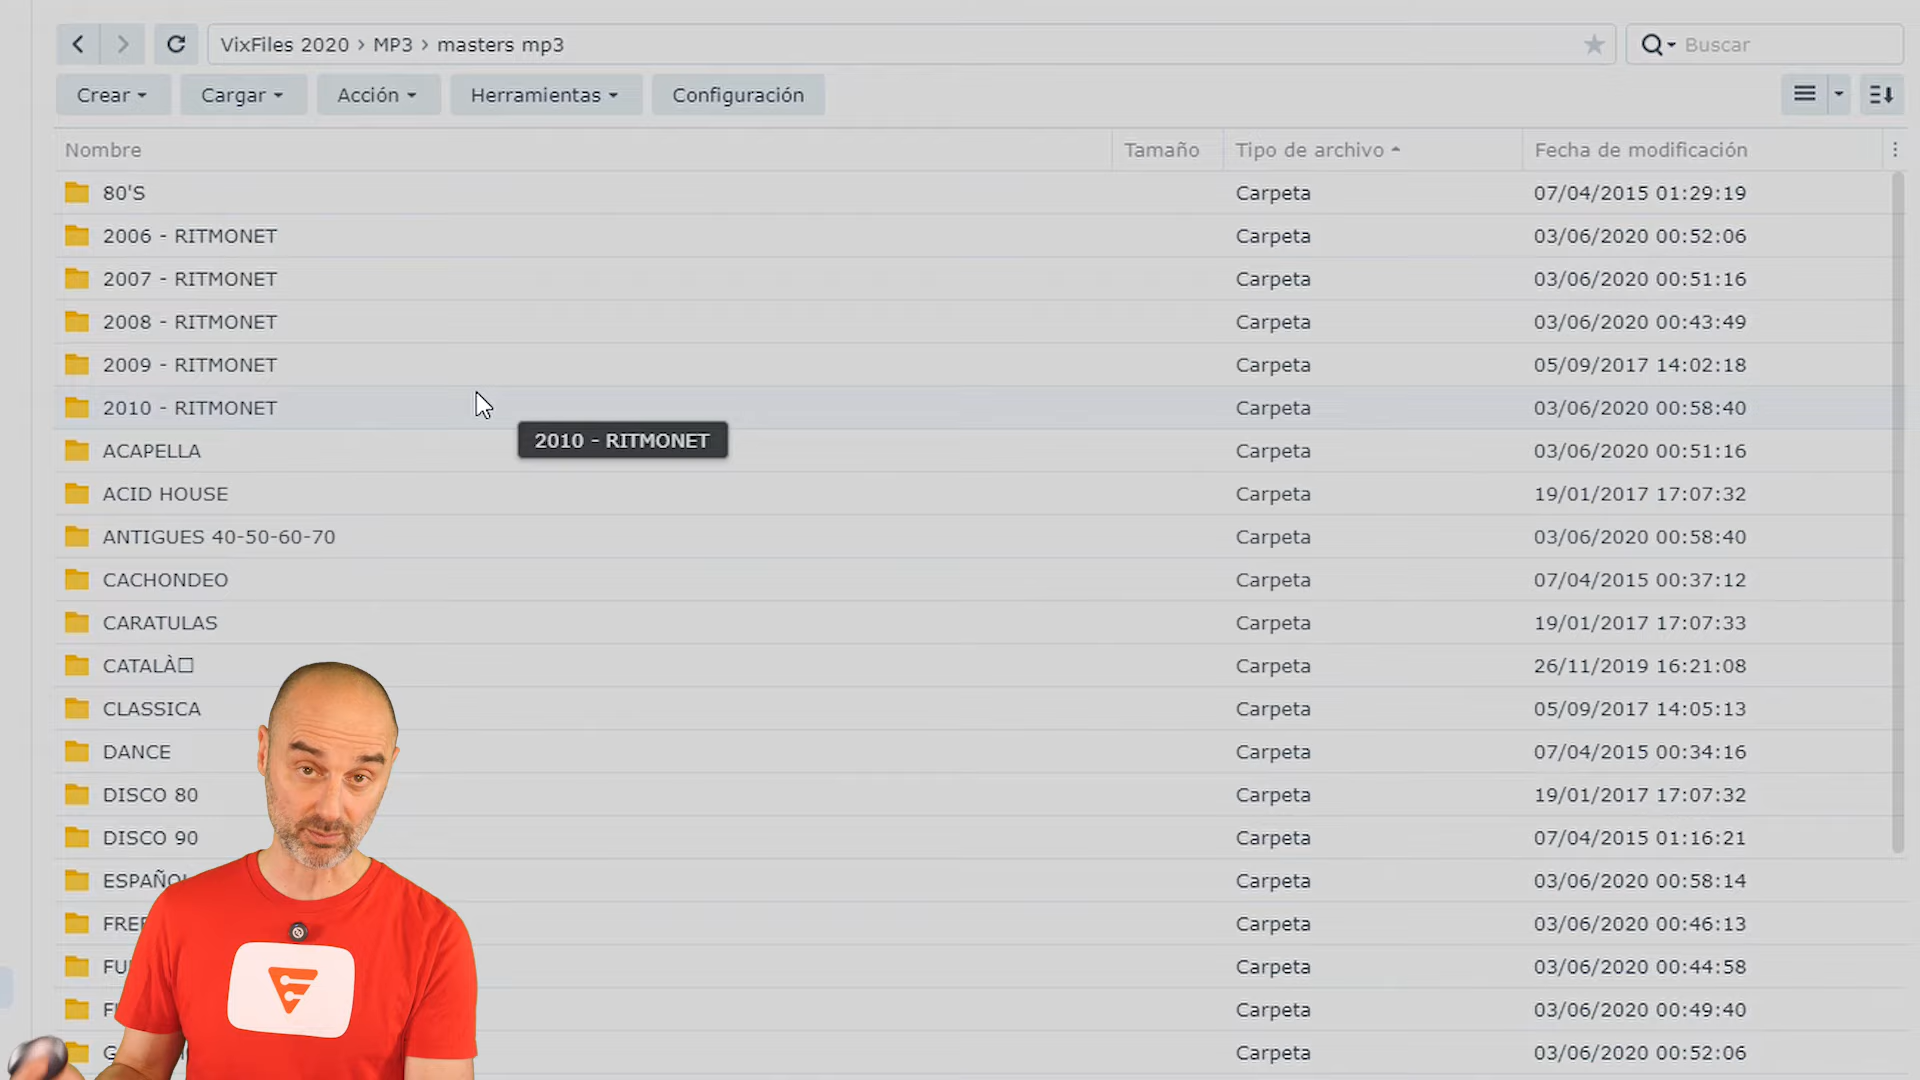 VixFiles 2020 › MP3 › masters mp3
Buscar
Crear Cargar Acción Herramientas Configuración
Nombre Tamaño Tipo de archivo Fecha de modificación
80'S Carpeta 07/04/2015 01:29:19
2006 - RITMONET Carpeta 03/06/2020 00:52:06
2007 - RITMONET Carpeta 03/06/2020 00:51:16
2008 - RITMONET Carpeta 03/06/2020 00:43:49
2009 - RITMONET Carpeta 05/09/2017 14:02:18
2010 - RITMONET Carpeta 03/06/2020 00:58:40
2010 - RITMONET
ACAPELLA Carpeta 03/06/2020 00:51:16
ACID HOUSE Carpeta 19/01/2017 17:07:32
ANTIGUES 40-50-60-70 Carpeta 03/06/2020 00:58:40
CACHONDEO Carpeta 07/04/2015 00:37:12
CARATULAS Carpeta 19/01/2017 17:07:33
CATALÀ□ Carpeta 26/11/2019 16:21:08
CLASSICA Carpeta 05/09/2017 14:05:13
DANCE Carpeta 07/04/2015 00:34:16
DISCO 80 Carpeta 19/01/2017 17:07:32
DISCO 90 Carpeta 07/04/2015 01:16:21
Carpeta 03/06/2020 00:58:14
Carpeta 03/06/2020 00:46:13
Carpeta 03/06/2020 00:44:58
Carpeta 03/06/2020 00:49:40
Carpeta 03/06/2020 00:52:06